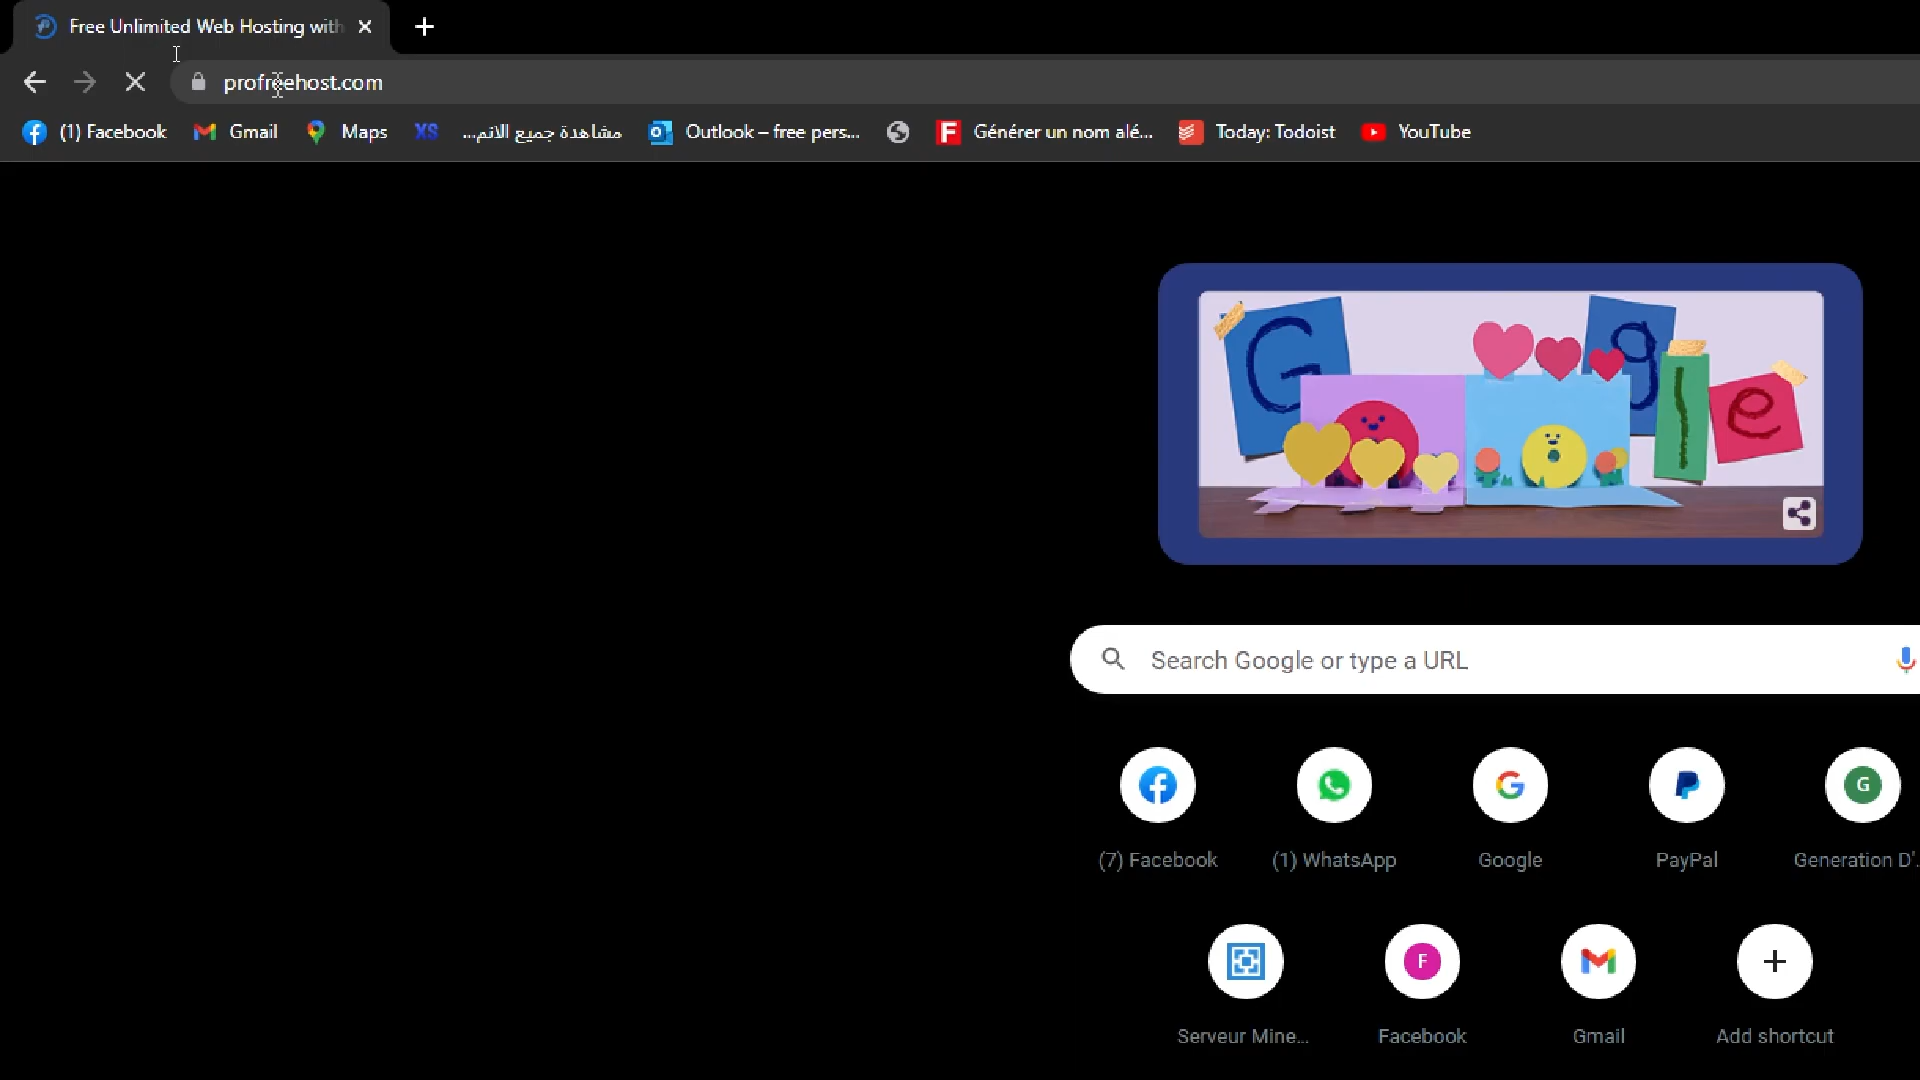 Free Unlimited Web Hosting with
profreehost.com
(1) Facebook
Gmail
Maps
XS
مشاهدة جميع الانم...
Outlook – free pers...
Générer un nom alé...
Today: Todoist
YouTube
G g l e
Search Google or type a URL
(7) Facebook
(1) WhatsApp
Google
PayPal
G
Generation D'...
Serveur Mine...
F
Facebook
Gmail
Add shortcut